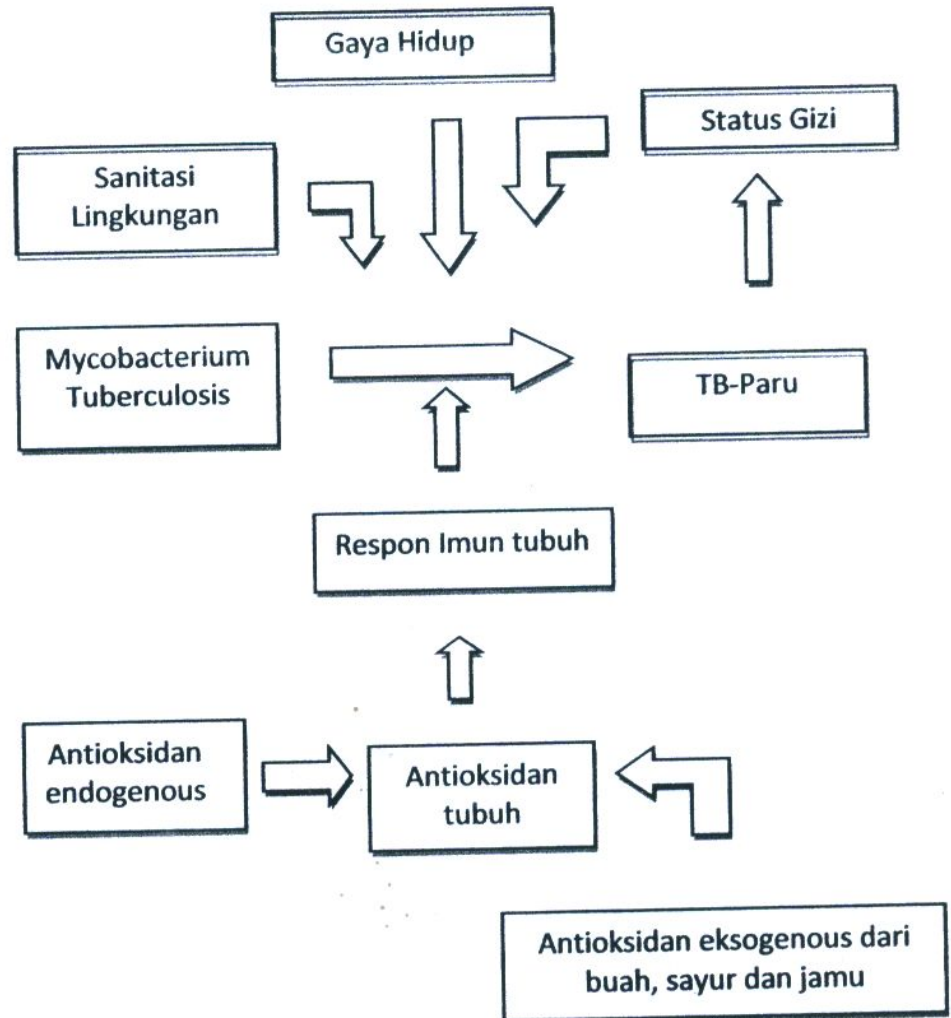 Gaya Hidup
Status Gizi
Sanitasi
Lingkungan
Mycobacterium
Tuberculosis
TB-Paru
Respon Imun tubuh
Antioksidan
endogenous
Antioksidan
tubuh
Antioksidan eksogenous dari
buah, sayur dan jamu